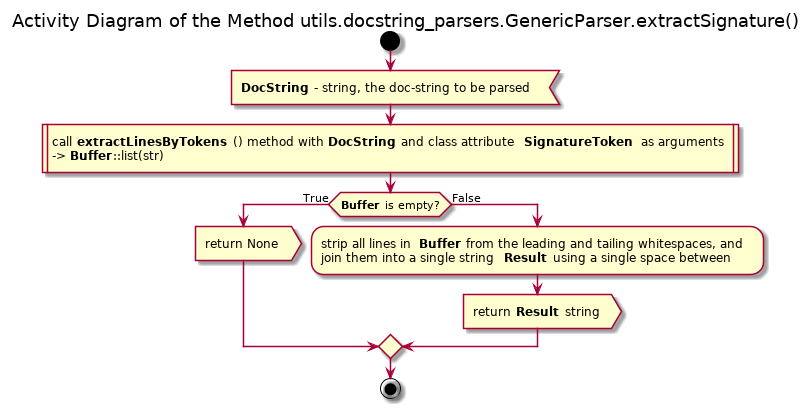 Activity Diagram of the Method utils.docstring_parsers.GenericParser.extractSignature()
DocString - string, the doc-string to be parsed
call extractLinesByTokens () method with DocString and class attribute SignatureToken as arguments
-> Buffer::list(str)
True
Buffer is empty?
False
return None
strip all lines in Buffer from the leading and tailing whitespaces, and
join them into a single string Result using a single space between
return Result string